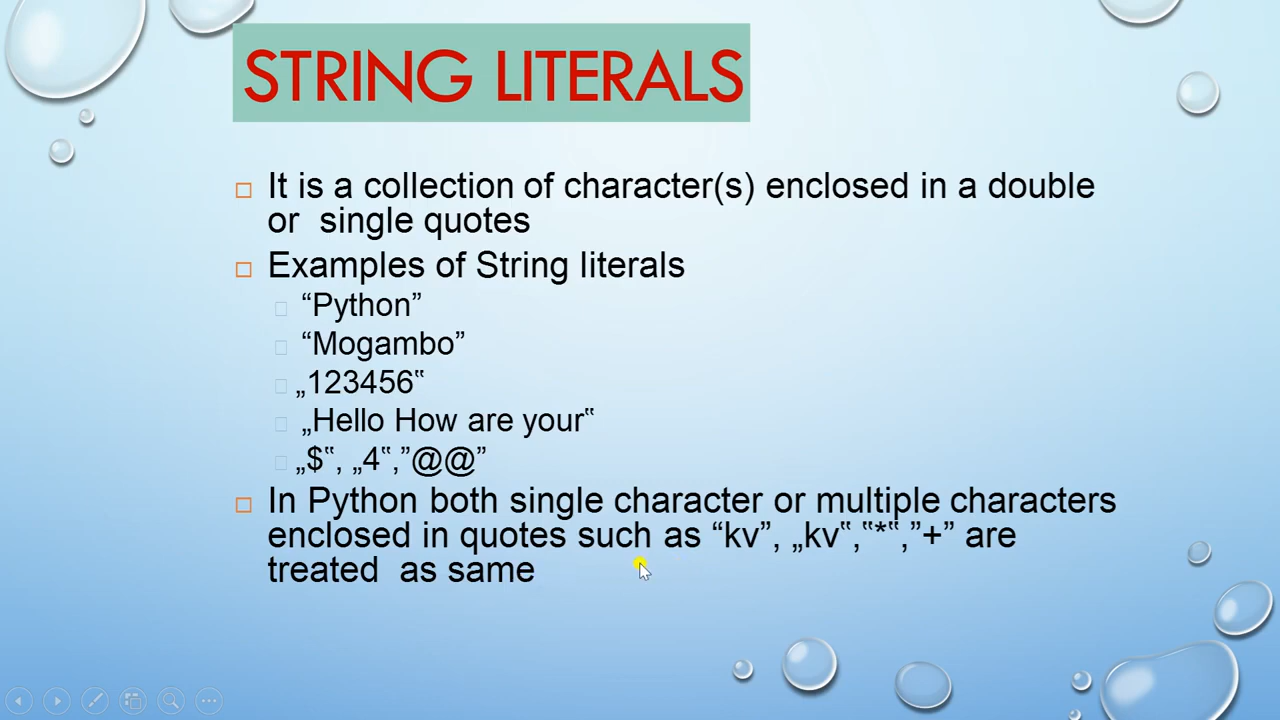 STRING LITERALS
It is a collection of character(s) enclosed in a double
or single quotes
Examples of String literals
“Python”
“Mogambo”
„123456‟
„Hello How are your‟
„$‟, „4‟,”@@”
In Python both single character or multiple characters
enclosed in quotes such as “kv”, „kv‟,‟*‟,”+” are
treated as same